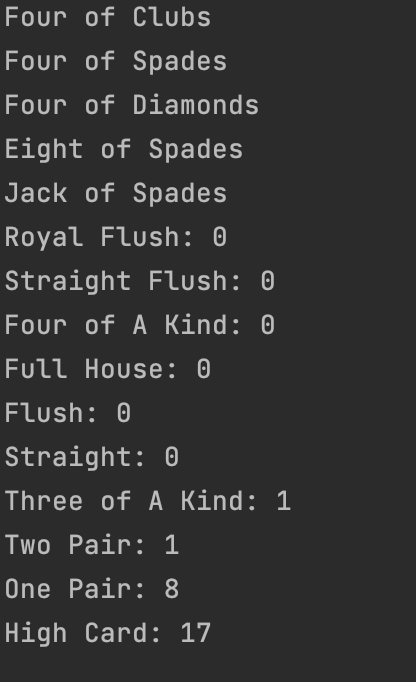 Four of Clubs
Four of Spades
Four of Diamonds
Eight of Spades
Jack of Spades
Royal Flush: 0
Straight Flush: 0
Four of A Kind: 0
Full House: 0
Flush: 0
Straight: 0
Three of A Kind: 1
Two Pair: 1
One Pair: 8
High Card: 17